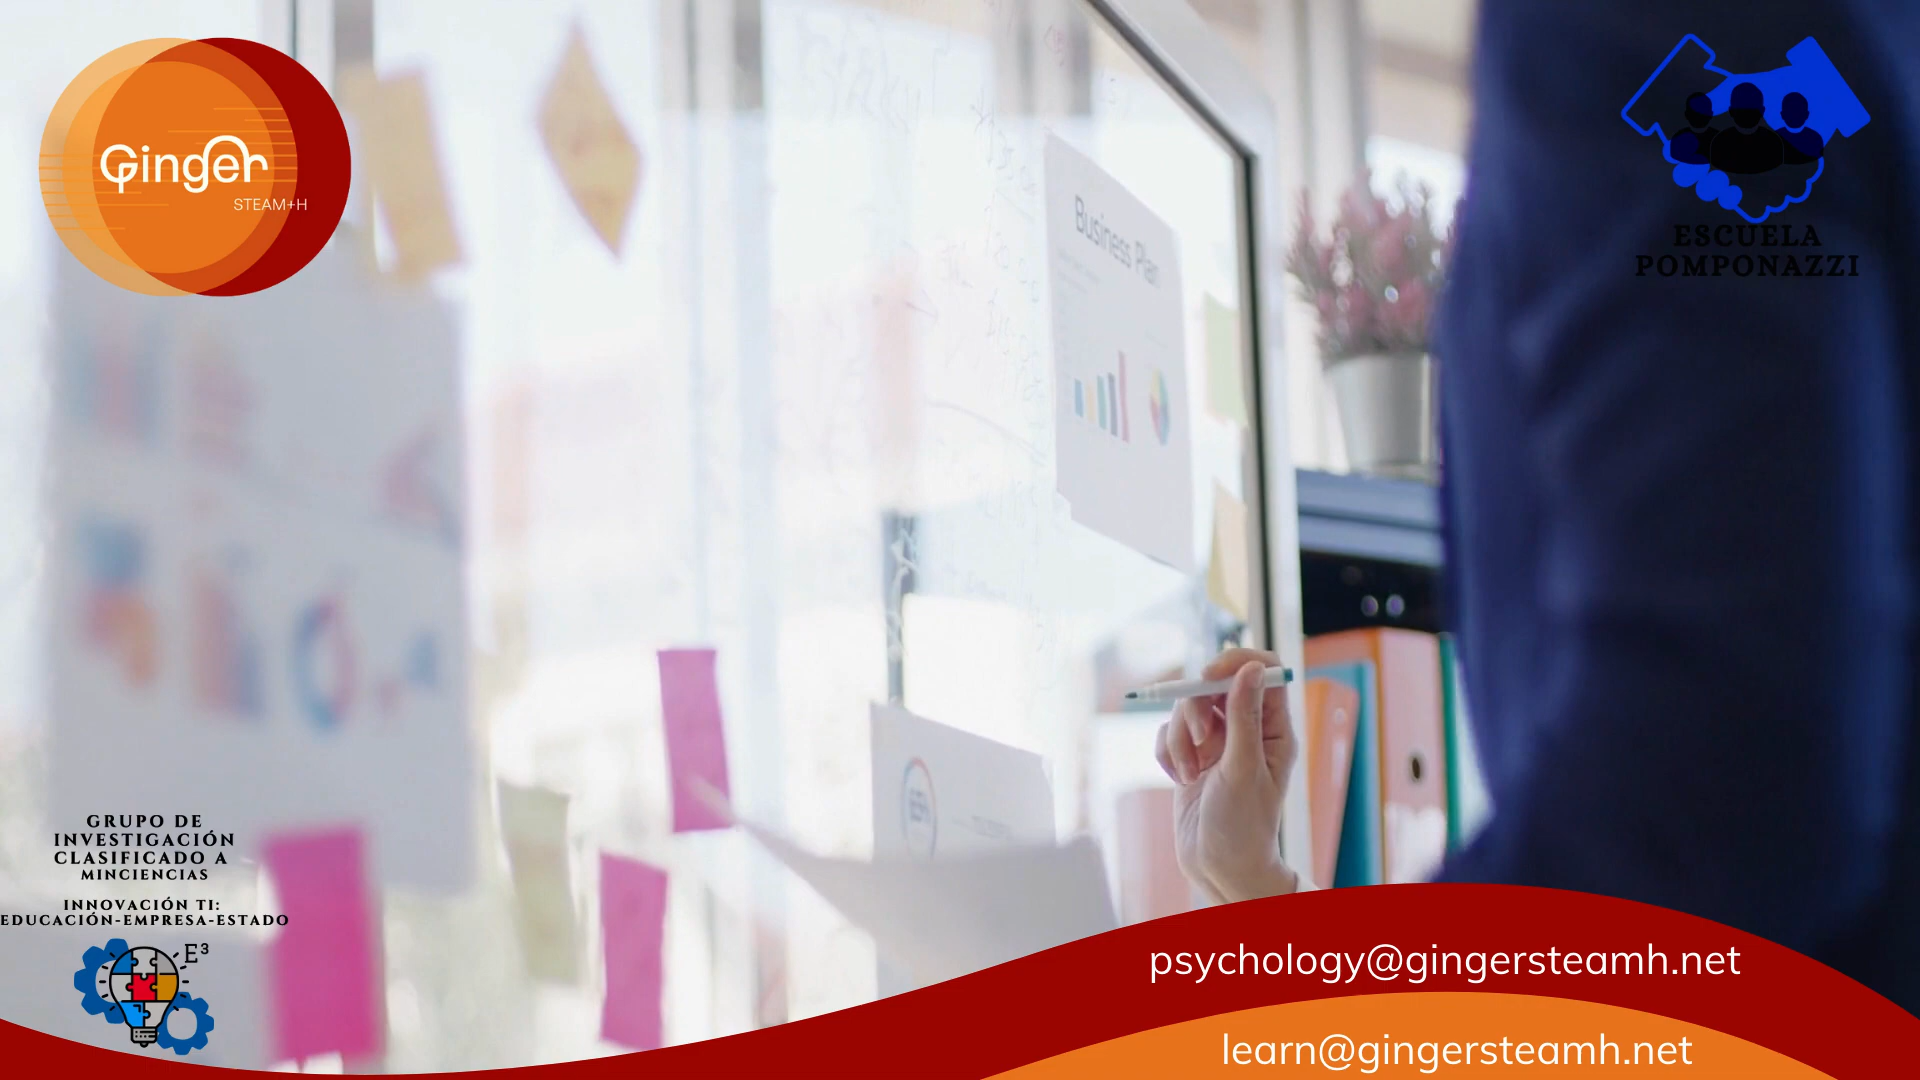 Ginger
STEAM+H
ESCUELA
POMPONAZZI
Business Plan
GRUPO DE
INVESTIGACIÓN
CLASIFICADO A
MINCIENCIAS
INNOVACIÓN TI:
EDUCACIÓN-EMPRESA-ESTADO
E³
psychology@gingersteamh.net
learn@gingersteamh.net